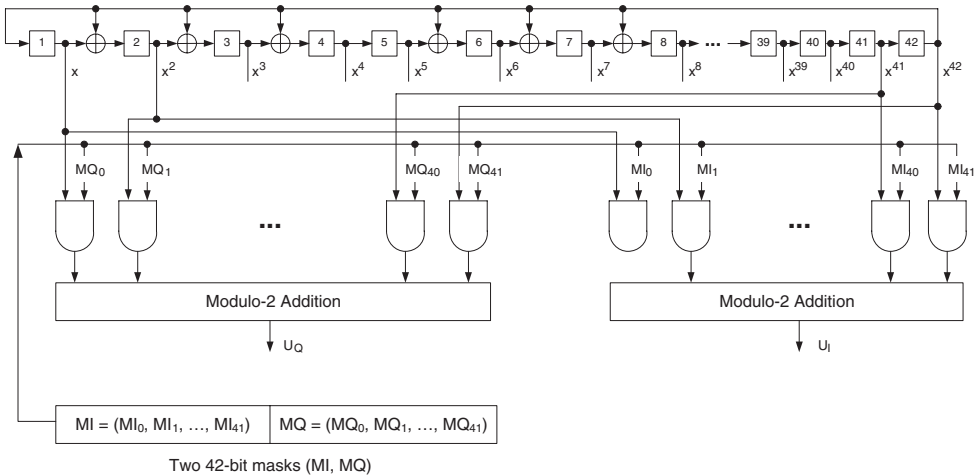 1 2 3 4 5 6 7 8 ... 39 40 41 42
x x² x³ x⁴ x⁵ x⁶ x⁷ x⁸ x³⁹ x⁴⁰ x⁴¹ x⁴²
MQ₀ MQ₁ MQ₄₀ MQ₄₁ MI₀ MI₁ MI₄₀ MI₄₁
... ...
Modulo-2 Addition Modulo-2 Addition
U_Q U_I
MI = (MI₀, MI₁, …, MI₄₁) MQ = (MQ₀, MQ₁, …, MQ₄₁)
Two 42-bit masks (MI, MQ)